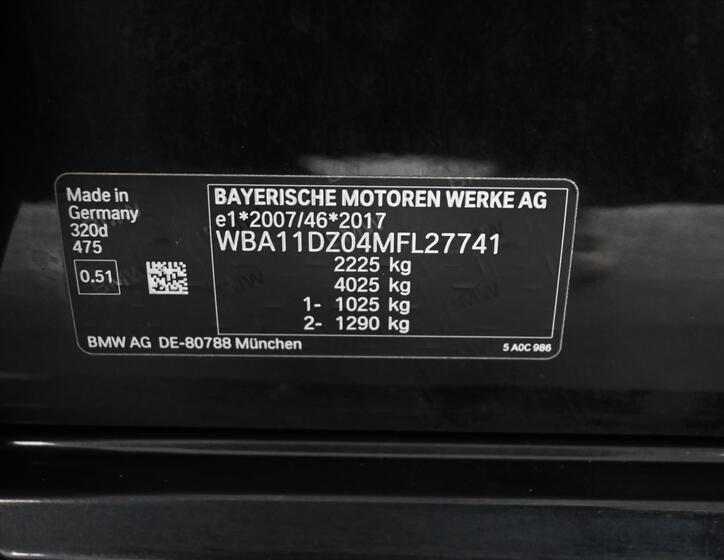 Made in
Germany
320d
475
0.51
BAYERISCHE MOTOREN WERKE AG
e1*2007/46*2017
WBA11DZ04MFL27741
2225 kg
4025 kg
1- 1025 kg
2- 1290 kg
BMW AG DE-80788 München
5 A0C 986